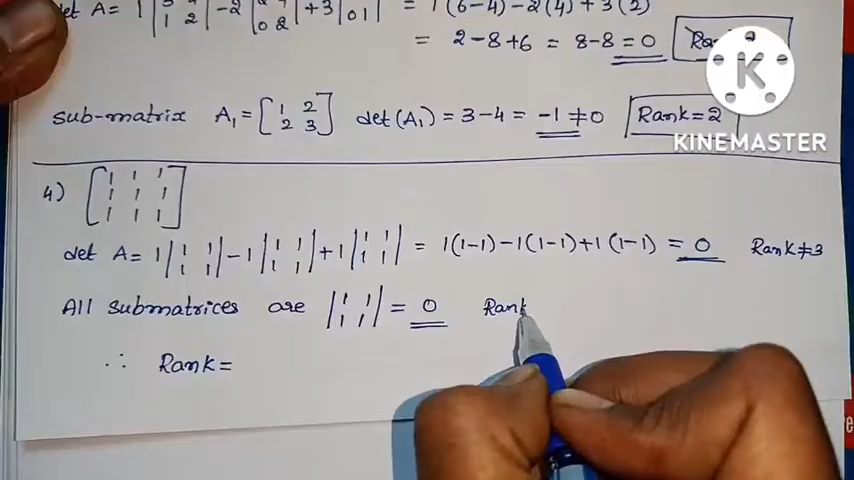 det A = 1 | 1 2 | -2 | 0 2 | +3 | 0 1 | = 1(6-4) -2(4) +3(2)
= 2-8+6 = 8-8 = 0
sub-matrix A₁ = [1 2 2 3] det(A₁) = 3-4 = -1 ≠ 0 Rank = 2
KINEMASTER
4) [1 1 1 1 1 1 1 1 1]
det A = 1 |1 1 1 1| - 1 |1 1 1 1| + 1 |1 1 1 1| = 1(1-1) - 1(1-1) + 1(1-1) = 0 Rank ≠ 3
All submatrices are |1 1 1 1| = 0 Rank
∴ Rank =